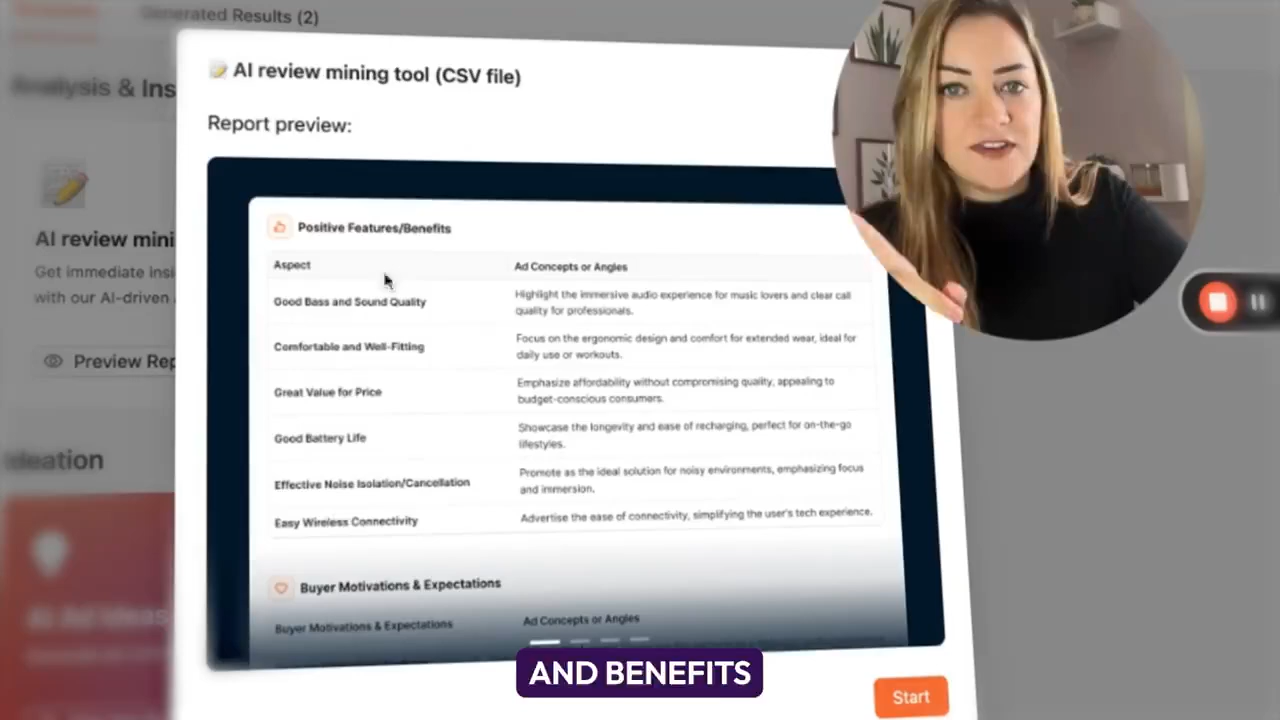 Generated Results (2)
Analysis & Ins
AI review mini
Get immediate insi
with our AI-driven
Preview Rep
Ideation
AI Ad Ideas
📝 AI review mining tool (CSV file)
Report preview:
Positive Features/Benefits
Aspect Ad Concepts or Angles
Good Bass and Sound Quality Highlight the immersive audio experience for music lovers and clear call
quality for professionals.
Comfortable and Well-Fitting Focus on the ergonomic design and comfort for extended wear, ideal for
daily use or workouts.
Great Value for Price Emphasize affordability without compromising quality, appealing to
budget-conscious consumers.
Good Battery Life Showcase the longevity and ease of recharging, perfect for on-the-go
lifestyles.
Effective Noise Isolation/Cancellation Promote as the ideal solution for noisy environments, emphasizing focus
and immersion.
Easy Wireless Connectivity Advertise the ease of connectivity, simplifying the user's tech experience.
Buyer Motivations & Expectations
Buyer Motivations & Expectations Ad Concepts or Angles
AND BENEFITS
Start